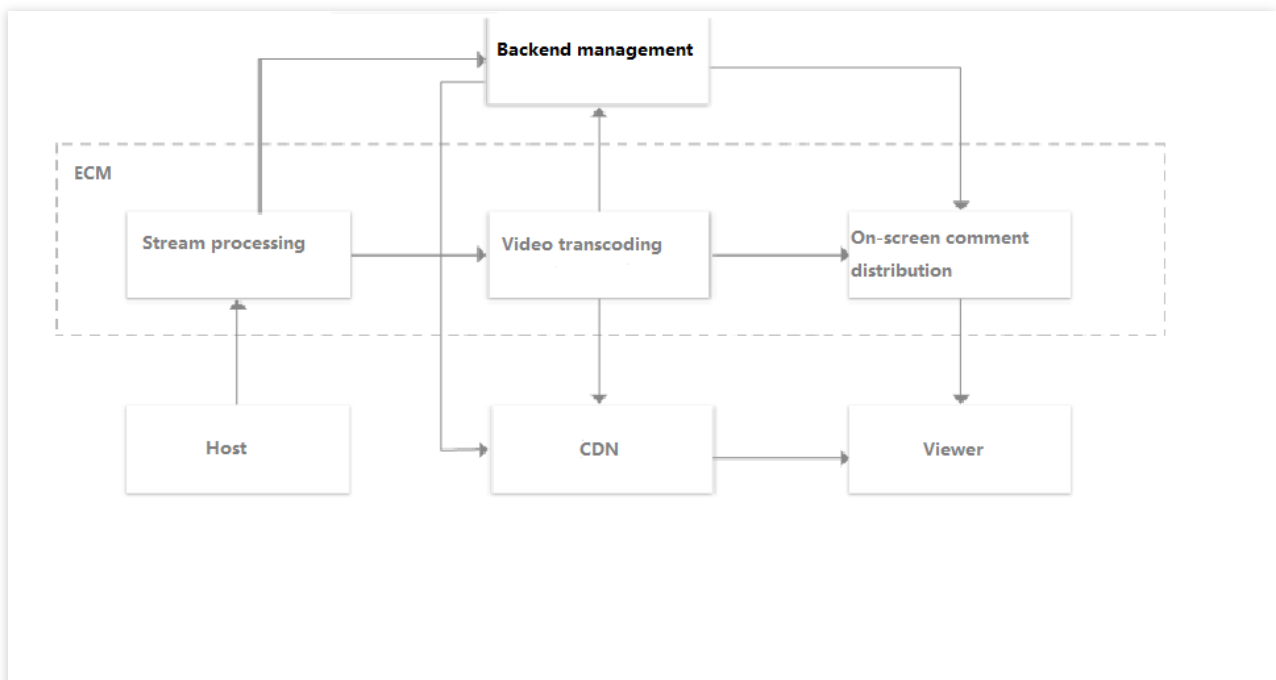 Backend management
ECM
Stream processing
Video transcoding
On-screen comment
distribution
Host
CDN
Viewer